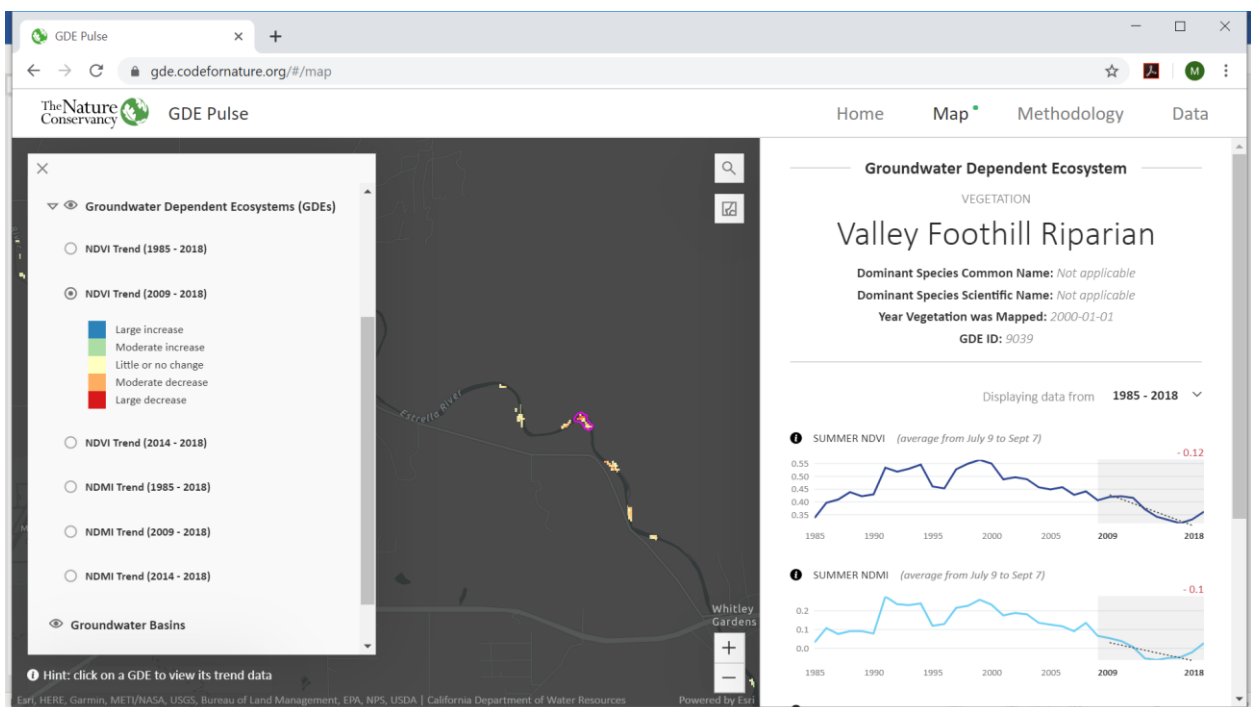 GDE Pulse
gde.codefornature.org/#/map
M
The Nature
Conservancy
GDE Pulse
Home Map Methodology Data
Groundwater Dependent Ecosystems (GDEs)
NDVI Trend (1985 - 2018)
NDVI Trend (2009 - 2018)
Large increase
Moderate increase
Little or no change
Moderate decrease
Large decrease
NDVI Trend (2014 - 2018)
NDMI Trend (1985 - 2018)
NDMI Trend (2009 - 2018)
NDMI Trend (2014 - 2018)
Groundwater Basins
Hint: click on a GDE to view its trend data
Esri, HERE, Garmin, METI/NASA, USGS, Bureau of Land Management, EPA, NPS, USDA | California Department of Water Resources
Powered by Esri
Estrella River
Whitley
Gardens
Groundwater Dependent Ecosystem
VEGETATION
Valley Foothill Riparian
Dominant Species Common Name: Not applicable
Dominant Species Scientific Name: Not applicable
Year Vegetation was Mapped: 2000-01-01
GDE ID: 9039
Displaying data from 1985 - 2018
SUMMER NDVI (average from July 9 to Sept 7)
- 0.12
0.55
0.50
0.45
0.40
0.35
1985 1990 1995 2000 2005 2009 2018
SUMMER NDMI (average from July 9 to Sept 7)
- 0.1
0.2
0.1
0.0
1985 1990 1995 2000 2005 2009 2018